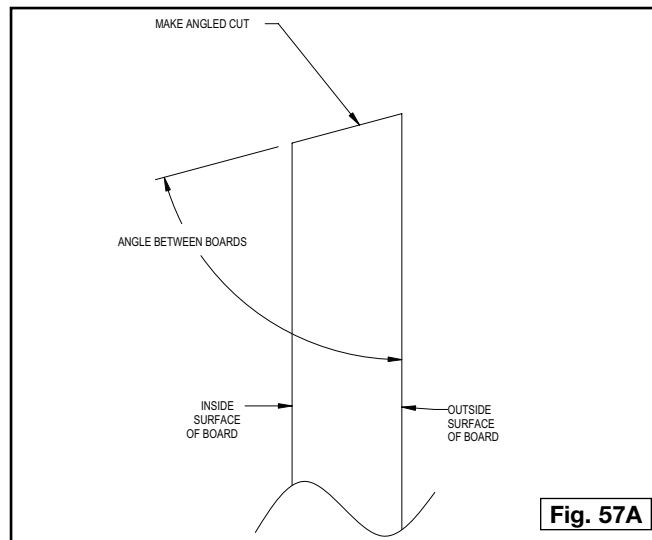 MAKE ANGLED CUT
ANGLE BETWEEN BOARDS
INSIDE
SURFACE
OF BOARD
OUTSIDE
SURFACE
OF BOARD
Fig. 57A